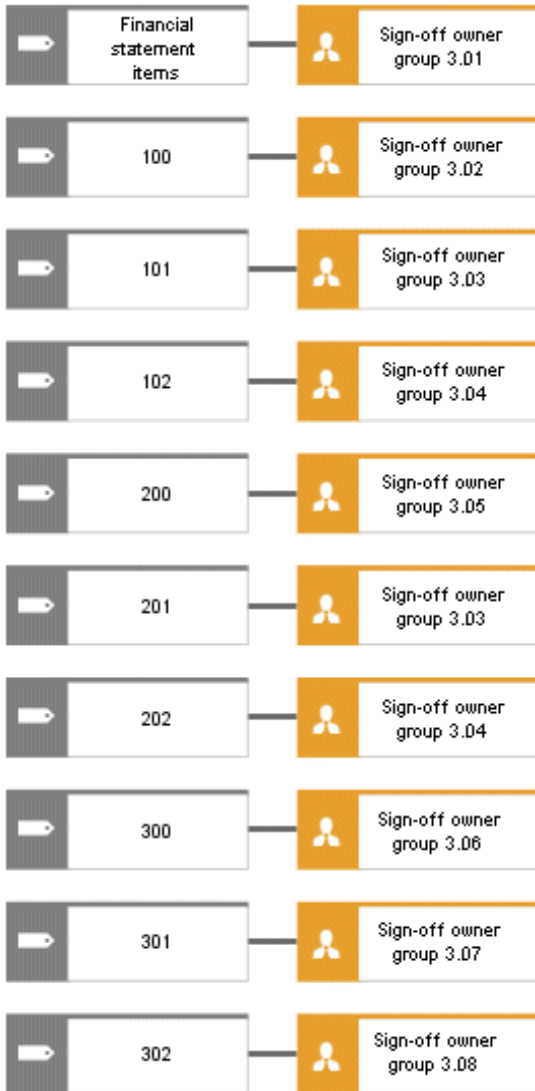 Financial
statement
items
Sign-off owner
group 3.01
100
Sign-off owner
group 3.02
101
Sign-off owner
group 3.03
102
Sign-off owner
group 3.04
200
Sign-off owner
group 3.05
201
Sign-off owner
group 3.03
202
Sign-off owner
group 3.04
300
Sign-off owner
group 3.06
301
Sign-off owner
group 3.07
302
Sign-off owner
group 3.08